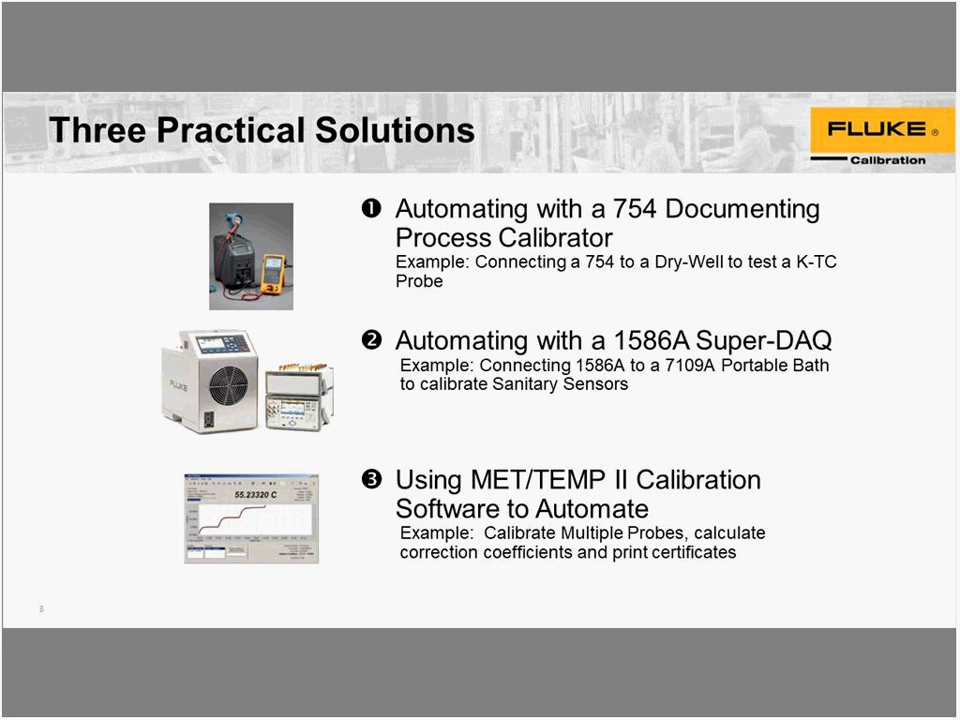 Three Practical Solutions
FLUKE®
Calibration
❶ Automating with a 754 Documenting
Process Calibrator
Example: Connecting a 754 to a Dry-Well to test a K-TC
Probe
❷ Automating with a 1586A Super-DAQ
Example: Connecting 1586A to a 7109A Portable Bath
to calibrate Sanitary Sensors
FLUKE
❸ Using MET/TEMP II Calibration
Software to Automate
Example: Calibrate Multiple Probes, calculate
correction coefficients and print certificates
55.23320 C
8